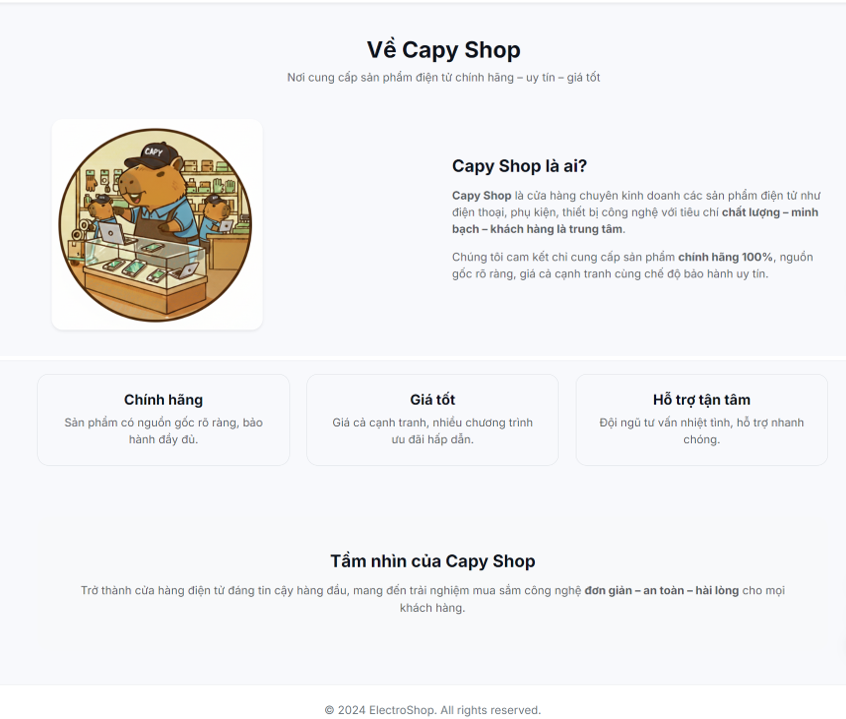 Về Capy Shop
Nơi cung cấp sản phẩm điện tử chính hãng – uy tín – giá tốt
CAPY
Capy Shop là ai?
Capy Shop là cửa hàng chuyên kinh doanh các sản phẩm điện tử như
điện thoại, phụ kiện, thiết bị công nghệ với tiêu chí chất lượng – minh
bạch – khách hàng là trung tâm.
Chúng tôi cam kết chỉ cung cấp sản phẩm chính hãng 100%, nguồn
gốc rõ ràng, giá cả cạnh tranh cùng chế độ bảo hành uy tín.
Chính hãng
Sản phẩm có nguồn gốc rõ ràng, bảo
hành đầy đủ.
Giá tốt
Giá cả cạnh tranh, nhiều chương trình
ưu đãi hấp dẫn.
Hỗ trợ tận tâm
Đội ngũ tư vấn nhiệt tình, hỗ trợ nhanh
chóng.
Tầm nhìn của Capy Shop
Trở thành cửa hàng điện tử đáng tin cậy hàng đầu, mang đến trải nghiệm mua sắm công nghệ đơn giản – an toàn – hài lòng cho mọi
khách hàng.
© 2024 ElectroShop. All rights reserved.